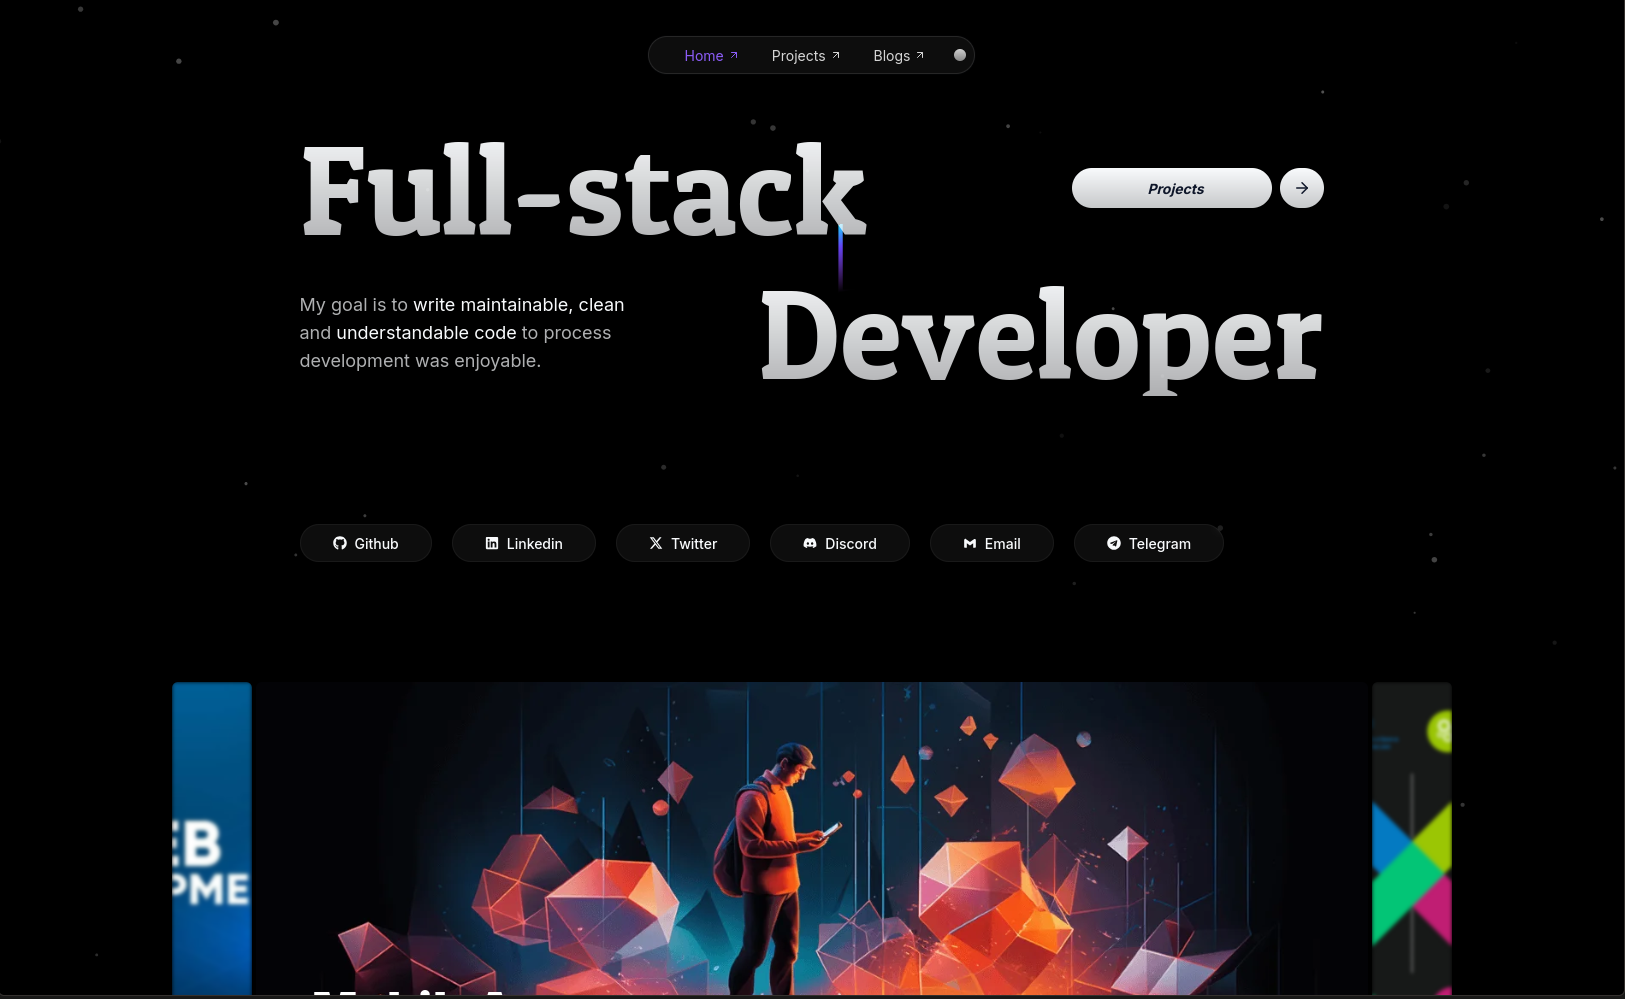 Home Projects Blogs
Full-stack
Projects
My goal is to write maintainable, clean
and understandable code to process
development was enjoyable.
Developer
Github Linkedin Twitter Discord Email Telegram
EB
PME